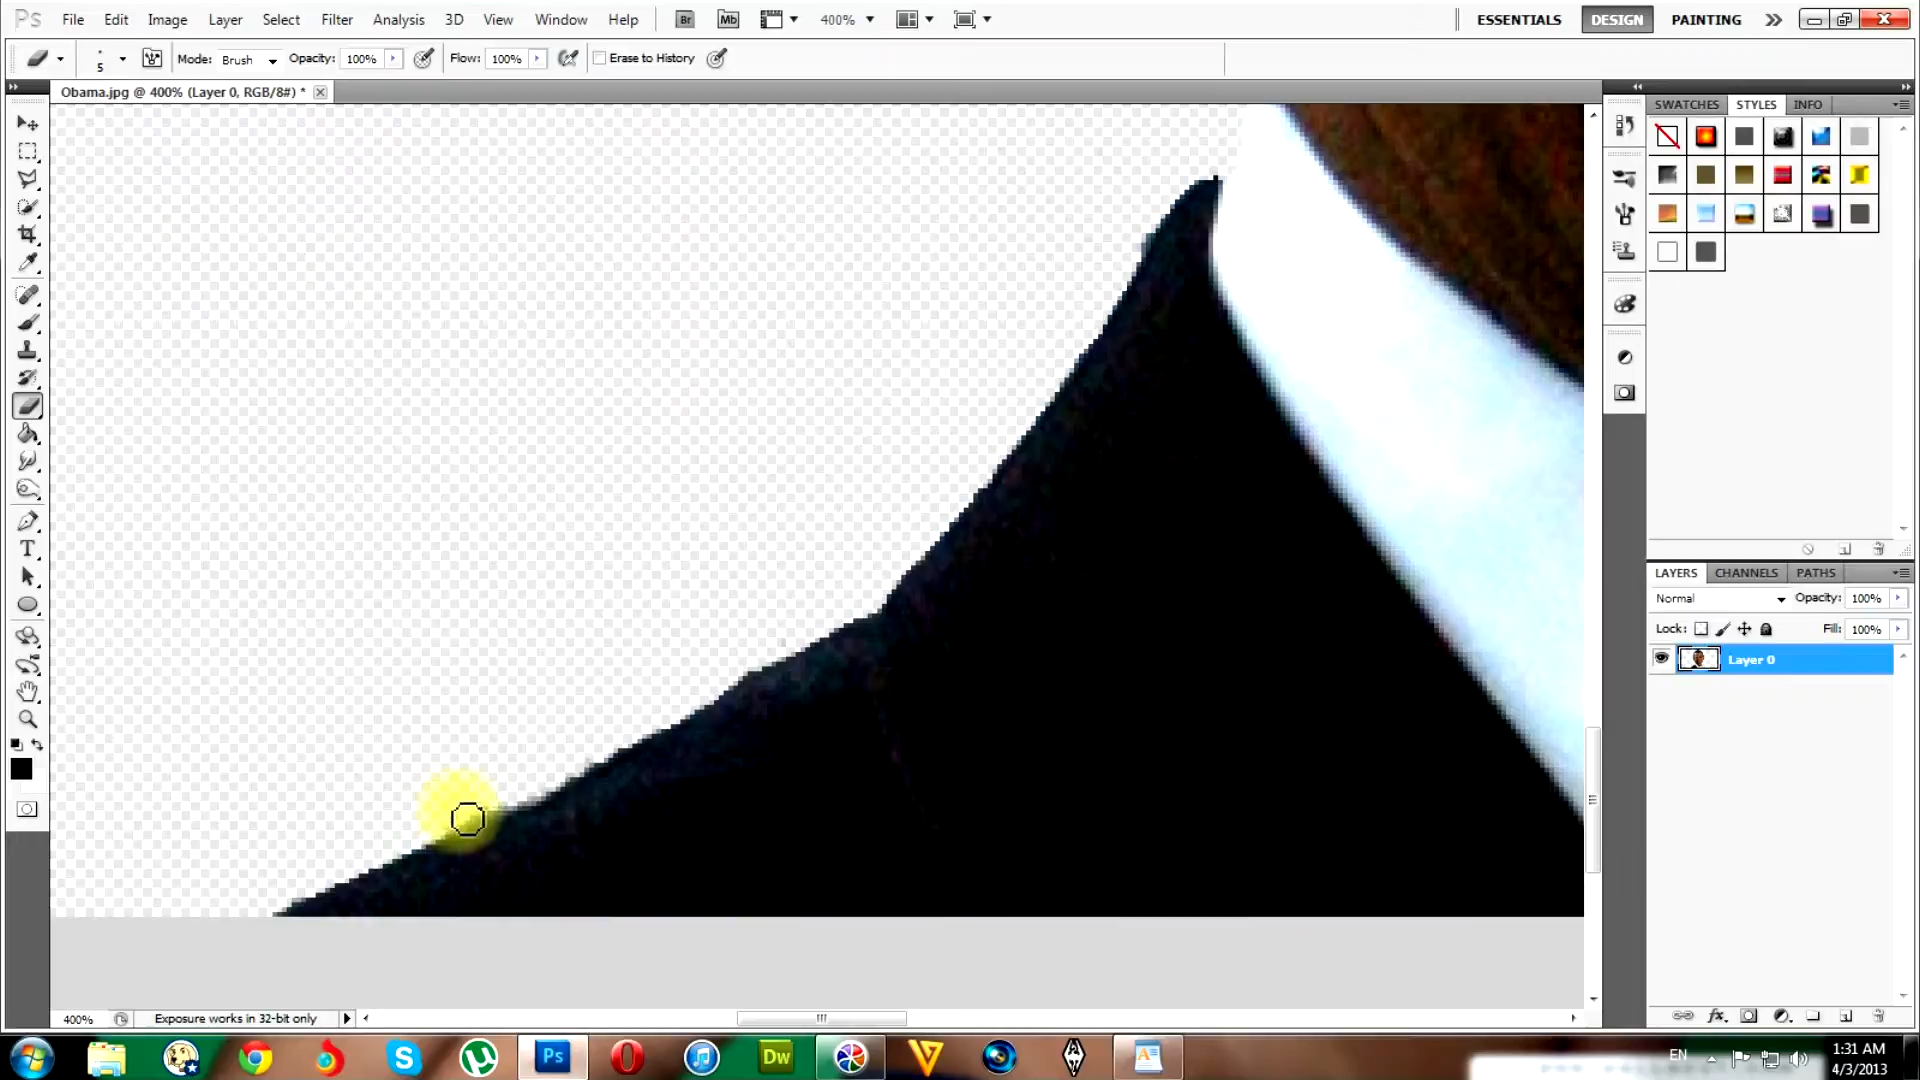 Ps File Edit Image Layer Select Filter Analysis 3D View Window Help Br Mb 400% ESSENTIALS DESIGN PAINTING
5 Mode: Brush Opacity: 100% Flow: 100% Erase to History
Obama.jpg @ 400% (Layer 0, RGB/8#) *
SWATCHES STYLES INFO
LAYERS CHANNELS PATHS
Normal Opacity: 100%
Lock: Fill: 100%
Layer 0
T
fx
400% Exposure works in 32-bit only
Ps Dw EN 1:31 AM
4/3/2013